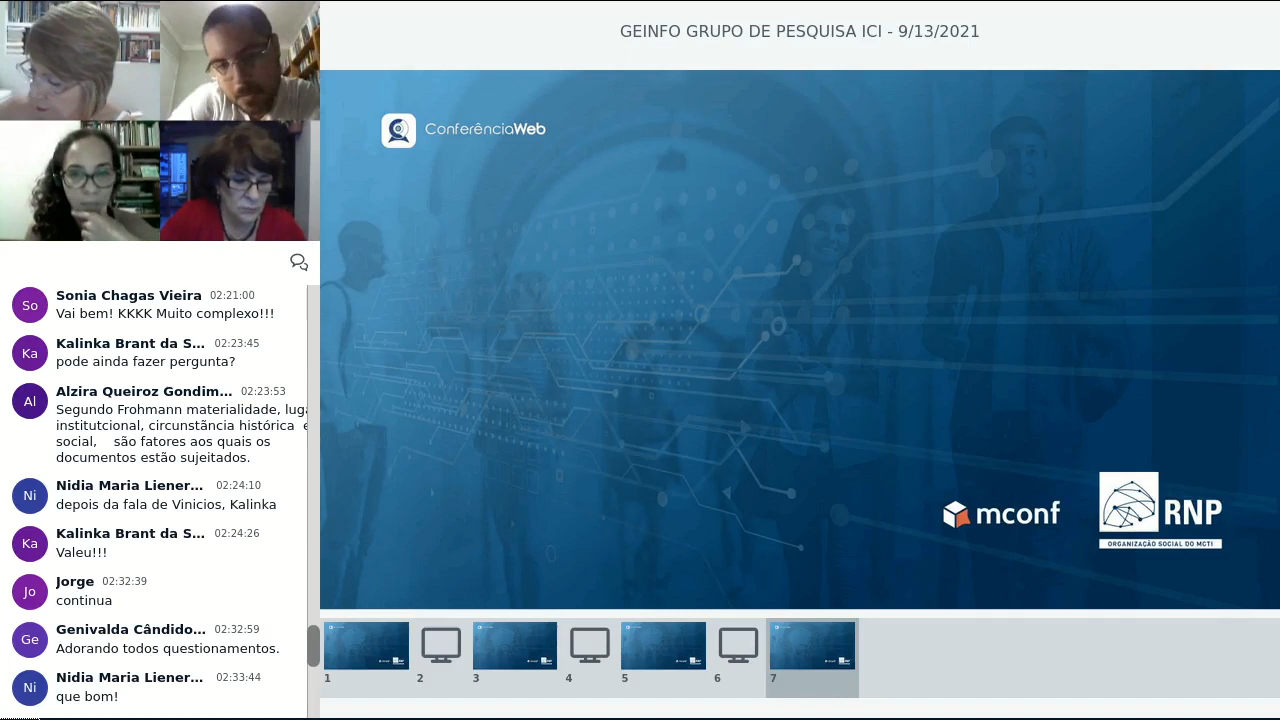 GEINFO GRUPO DE PESQUISA ICI - 9/13/2021
ConferênciaWeb
So
Sonia Chagas Vieira 02:21:00
Vai bem! KKKK Muito complexo!!!
Ka
Kalinka Brant da S... 02:23:45
pode ainda fazer pergunta?
Al
Alzira Queiroz Gondim... 02:23:53
Segundo Frohmann materialidade,
institutcional, circunstãncia histórica e
social, são fatores aos quais os
documentos estão sujeitados.
Ni
Nidia Maria Liener... 02:24:10
depois da fala de Vinicios, Kalinka
Ka
Kalinka Brant da S... 02:24:26
Valeu!!!
Jo
Jorge 02:32:39
continua
Ge
Genivalda Cândido... 02:32:59
Adorando todos questionamentos.
Ni
Nidia Maria Liener... 02:33:44
que bom!
mconf
RNP
ORGANIZAÇÃO SOCIAL DO MCTI
1 2 3 4 5 6 7